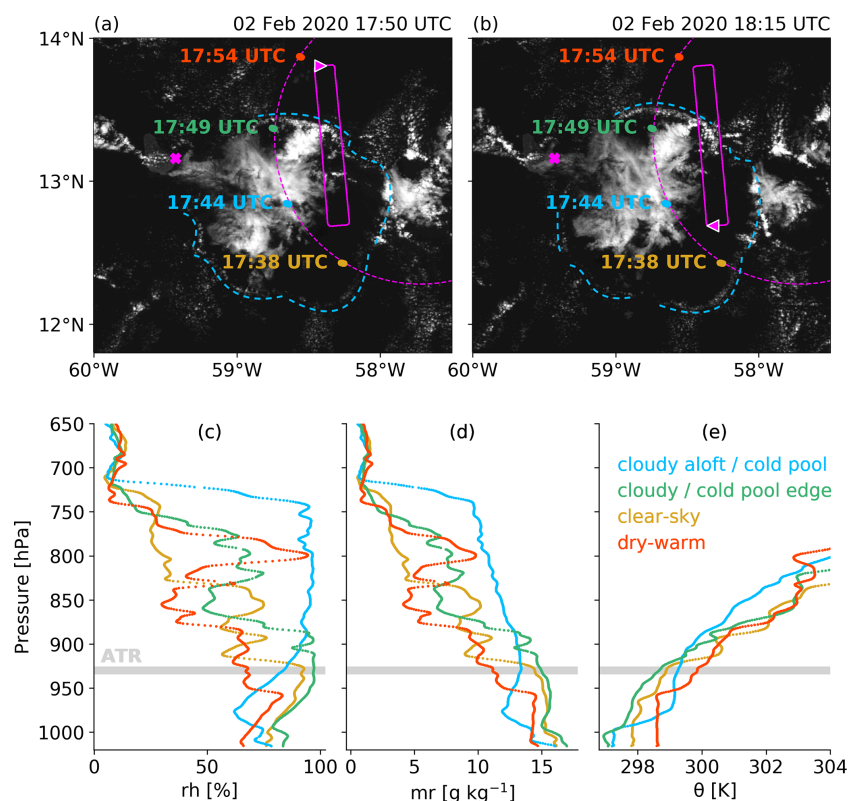 (a) 02 Feb 2020 17:50 UTC
(b) 02 Feb 2020 18:15 UTC
14°N
13°N
12°N
17:54 UTC
17:49 UTC
17:44 UTC
17:38 UTC
17:54 UTC
17:49 UTC
17:44 UTC
17:38 UTC
60°W 59°W 58°W
60°W 59°W 58°W
(c)
(d)
(e)
650
700
750
800
850
900
950
1000
Pressure [hPa]
cloudy aloft / cold pool
cloudy / cold pool edge
clear-sky
dry-warm
ATR
0 50 100
0 5 10 15
298 300 302 304
rh [%]
mr [g kg⁻¹]
θ [K]